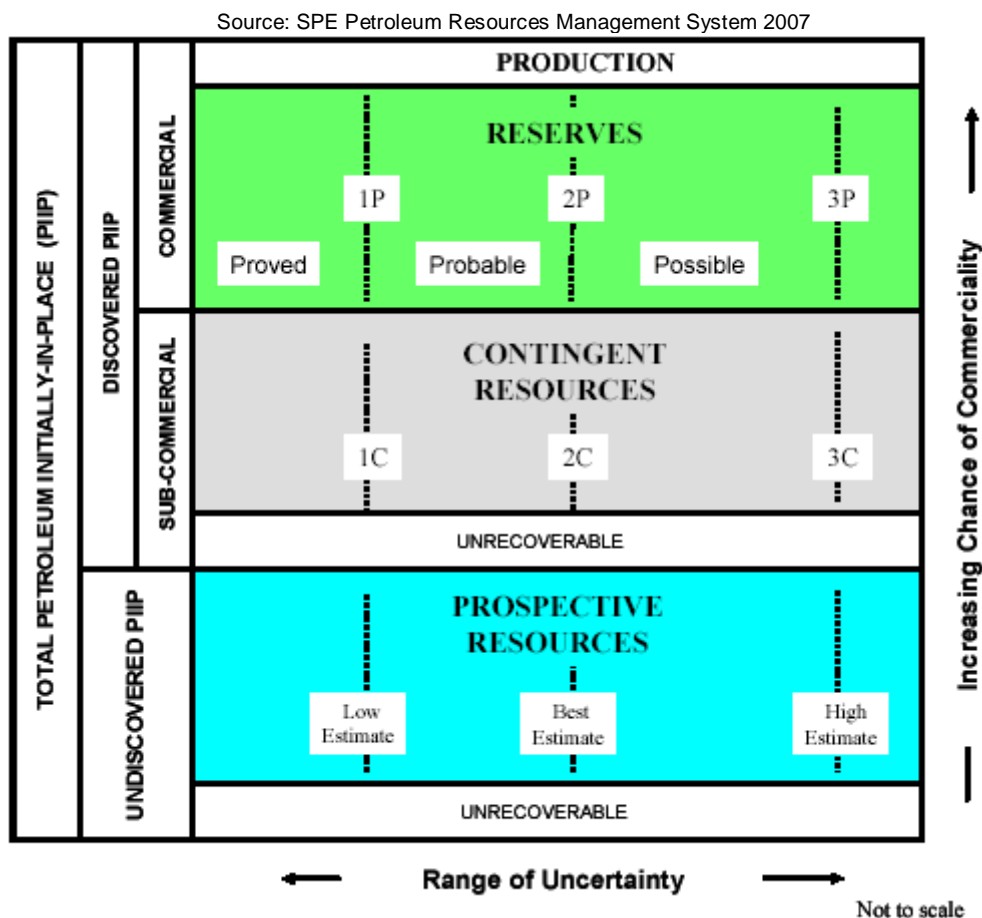 Source: SPE Petroleum Resources Management System 2007
TOTAL PETROLEUM INITIALLY-IN-PLACE (PIIP)
DISCOVERED PIIP
COMMERCIAL
PRODUCTION
RESERVES
1P
2P
3P
Proved
Probable
Possible
SUB-COMMERCIAL
CONTINGENT
RESOURCES
1C
2C
3C
UNRECOVERABLE
UNDISCOVERED PIIP
PROSPECTIVE
RESOURCES
Low
Estimate
Best
Estimate
High
Estimate
UNRECOVERABLE
Increasing Chance of Commerciality
Range of Uncertainty
Not to scale